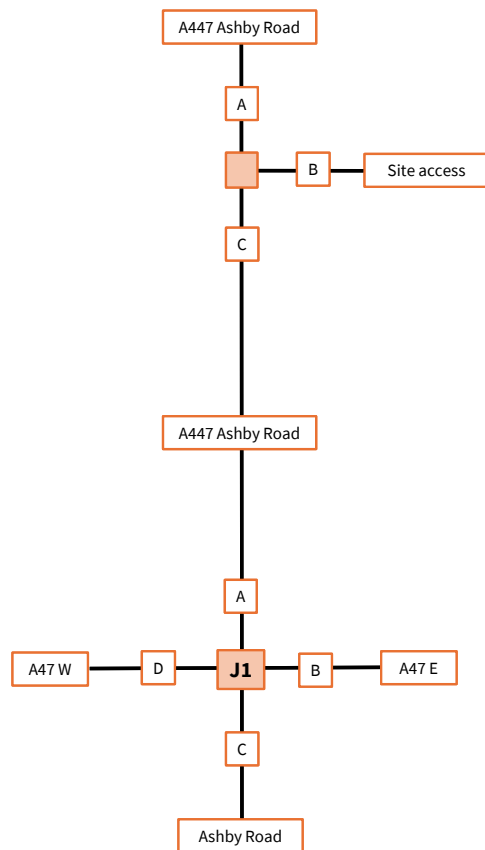 A447 Ashby Road
A
B
Site access
C
A447 Ashby Road
A
A47 W
D
J1
B
A47 E
C
Ashby Road